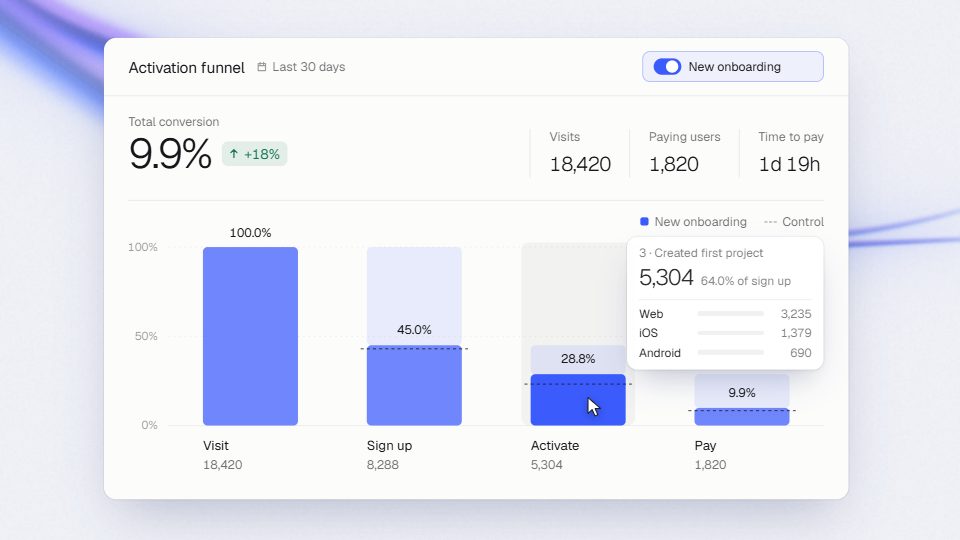 Activation funnel
Last 30 days
New onboarding
Total conversion
9.9%
+18%
Visits
18,420
Paying users
1,820
Time to pay
1d 19h
New onboarding
Control
100%
50%
0%
100.0%
45.0%
28.8%
9.9%
3 · Created first project
5,304 64.0% of sign up
Web 3,235
iOS 1,379
Android 690
Visit
18,420
Sign up
8,288
Activate
5,304
Pay
1,820